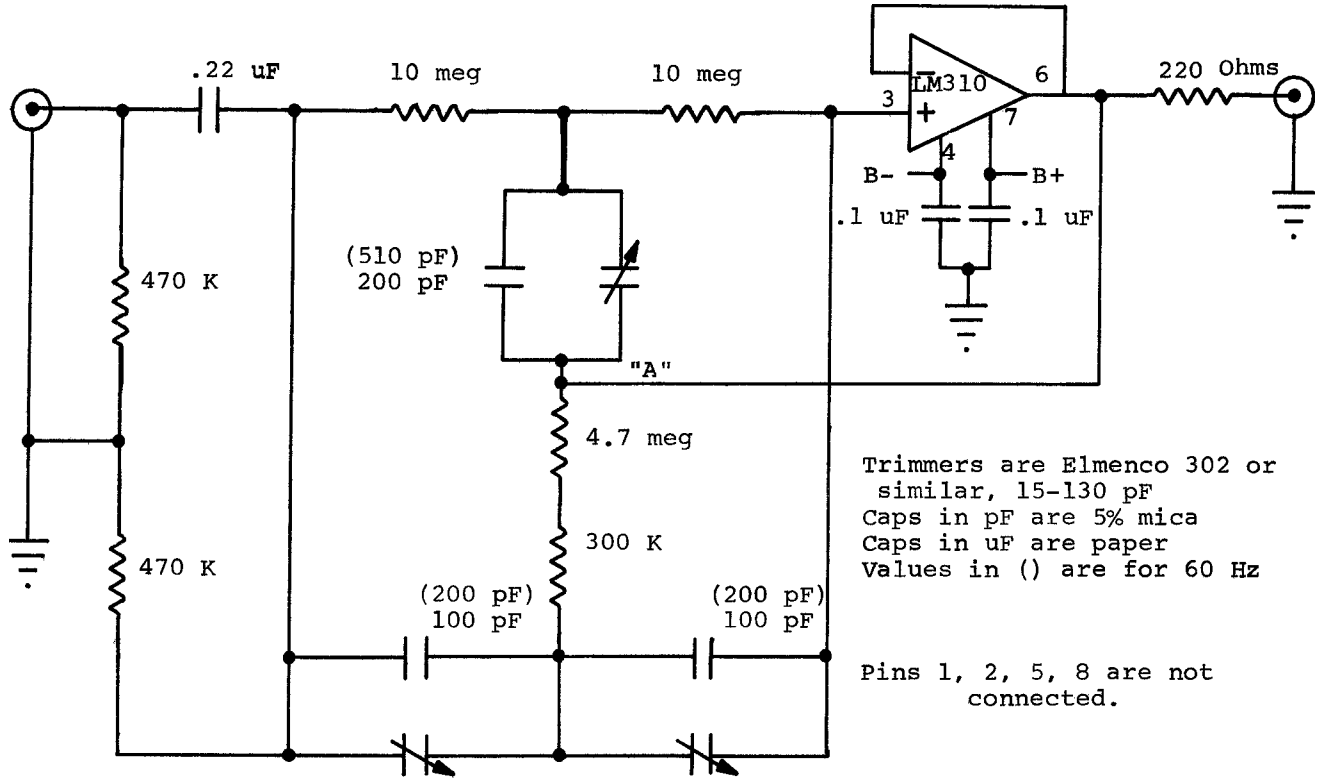 .22 uF
10 meg
10 meg
LM310
6
3
7
4
220 Ohms
B-
B+
.1 uF
.1 uF
470 K
(510 pF)
200 pF
"A"
4.7 meg
300 K
470 K
(200 pF)
100 pF
(200 pF)
100 pF
Trimmers are Elmenco 302 or
similar, 15-130 pF
Caps in pF are 5% mica
Caps in uF are paper
Values in () are for 60 Hz
Pins 1, 2, 5, 8 are not
connected.